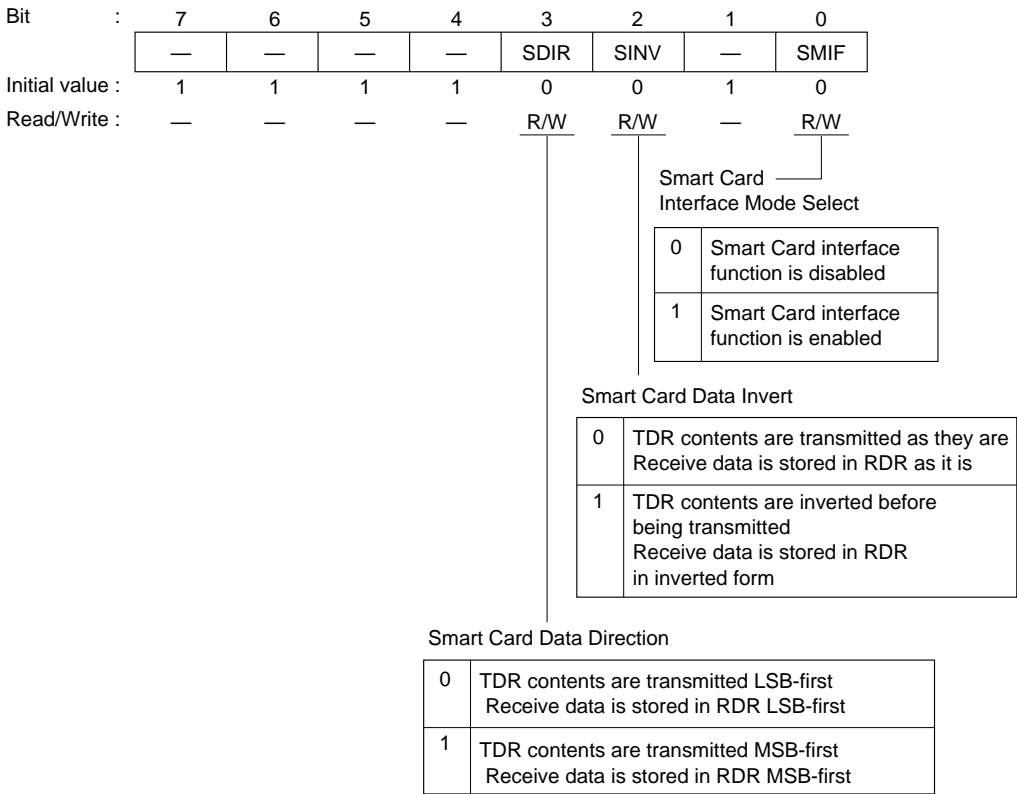 Bit : 7 6 5 4 3 2 1 0
— — — — SDIR SINV — SMIF
Initial value : 1 1 1 1 0 0 1 0
Read/Write : — — — — R/W R/W — R/W
Smart Card
Interface Mode Select
0 Smart Card interface
function is disabled
1 Smart Card interface
function is enabled
Smart Card Data Invert
0 TDR contents are transmitted as they are
Receive data is stored in RDR as it is
1 TDR contents are inverted before
being transmitted
Receive data is stored in RDR
in inverted form
Smart Card Data Direction
0 TDR contents are transmitted LSB-first
Receive data is stored in RDR LSB-first
1 TDR contents are transmitted MSB-first
Receive data is stored in RDR MSB-first